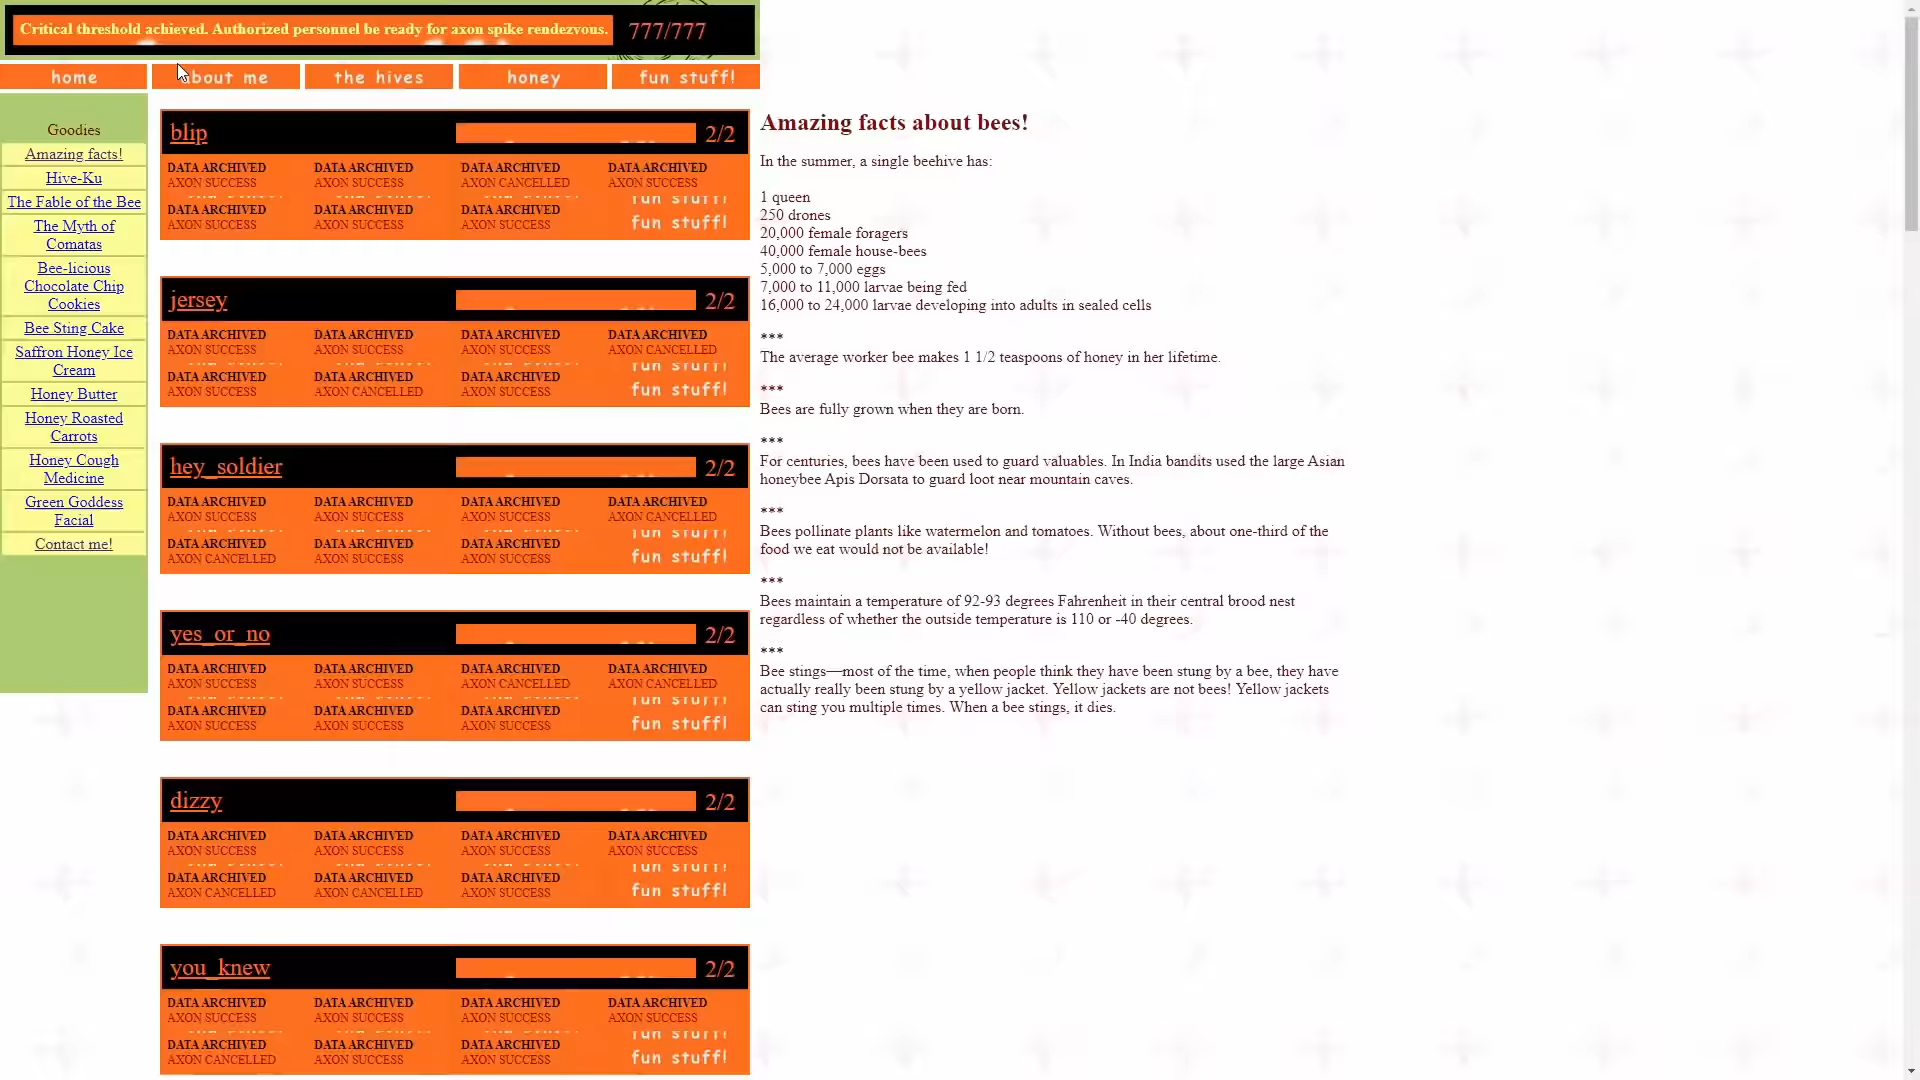 Critical threshold achieved. Authorized personnel be ready for axon spike rendezvous. 777/777
home about me the hives honey fun stuff!
Goodies
Amazing facts!
Hive-Ku
The Fable of the Bee
The Myth of
Comatas
Bee-licious
Chocolate Chip
Cookies
Bee Sting Cake
Saffron Honey Ice
Cream
Honey Butter
Honey Roasted
Carrots
Honey Cough
Medicine
Green Goddess
Facial
Contact me!
blip 2/2
DATA ARCHIVED DATA ARCHIVED DATA ARCHIVED DATA ARCHIVED
AXON SUCCESS AXON SUCCESS AXON CANCELLED AXON SUCCESS
fun stuff!
DATA ARCHIVED DATA ARCHIVED DATA ARCHIVED
AXON SUCCESS AXON SUCCESS AXON SUCCESS fun stuff!
jersey 2/2
DATA ARCHIVED DATA ARCHIVED DATA ARCHIVED DATA ARCHIVED
AXON SUCCESS AXON SUCCESS AXON SUCCESS AXON CANCELLED
fun stuff!
DATA ARCHIVED DATA ARCHIVED DATA ARCHIVED
AXON SUCCESS AXON CANCELLED AXON SUCCESS fun stuff!
hey_soldier 2/2
DATA ARCHIVED DATA ARCHIVED DATA ARCHIVED DATA ARCHIVED
AXON SUCCESS AXON SUCCESS AXON SUCCESS AXON CANCELLED
fun stuff!
DATA ARCHIVED DATA ARCHIVED DATA ARCHIVED
AXON CANCELLED AXON SUCCESS AXON SUCCESS fun stuff!
yes_or_no 2/2
DATA ARCHIVED DATA ARCHIVED DATA ARCHIVED DATA ARCHIVED
AXON SUCCESS AXON SUCCESS AXON CANCELLED AXON CANCELLED
fun stuff!
DATA ARCHIVED DATA ARCHIVED DATA ARCHIVED
AXON SUCCESS AXON SUCCESS AXON SUCCESS fun stuff!
dizzy 2/2
DATA ARCHIVED DATA ARCHIVED DATA ARCHIVED DATA ARCHIVED
AXON SUCCESS AXON SUCCESS AXON SUCCESS AXON SUCCESS
fun stuff!
DATA ARCHIVED DATA ARCHIVED DATA ARCHIVED
AXON CANCELLED AXON CANCELLED AXON SUCCESS fun stuff!
you_knew 2/2
DATA ARCHIVED DATA ARCHIVED DATA ARCHIVED DATA ARCHIVED
AXON SUCCESS AXON SUCCESS AXON SUCCESS AXON SUCCESS
fun stuff!
DATA ARCHIVED DATA ARCHIVED DATA ARCHIVED
AXON CANCELLED AXON SUCCESS AXON SUCCESS fun stuff!
Amazing facts about bees!
In the summer, a single beehive has:
1 queen
250 drones
20,000 female foragers
40,000 female house-bees
5,000 to 7,000 eggs
7,000 to 11,000 larvae being fed
16,000 to 24,000 larvae developing into adults in sealed cells
***
The average worker bee makes 1 1/2 teaspoons of honey in her lifetime.
***
Bees are fully grown when they are born.
***
For centuries, bees have been used to guard valuables. In India bandits used the large Asian
honeybee Apis Dorsata to guard loot near mountain caves.
***
Bees pollinate plants like watermelon and tomatoes. Without bees, about one-third of the
food we eat would not be available!
***
Bees maintain a temperature of 92-93 degrees Fahrenheit in their central brood nest
regardless of whether the outside temperature is 110 or -40 degrees.
***
Bee stings—most of the time, when people think they have been stung by a bee, they have
actually really been stung by a yellow jacket. Yellow jackets are not bees! Yellow jackets
can sting you multiple times. When a bee stings, it dies.